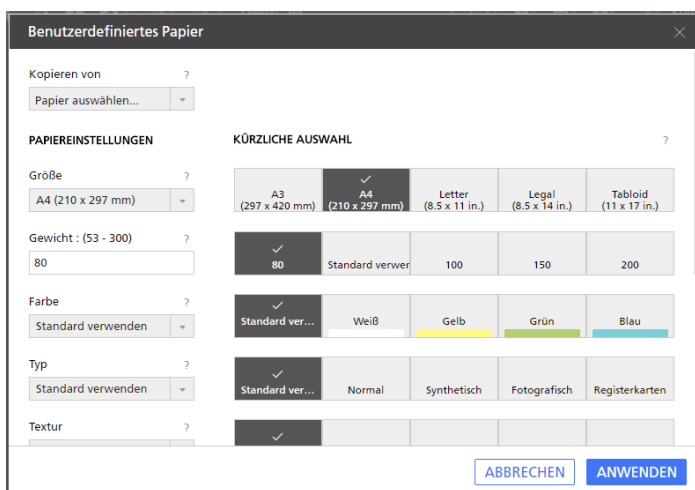 Benutzerdefiniertes Papier
Kopieren von ?
Papier auswählen...
PAPIEREINSTELLUNGEN
KÜRZLICHE AUSWAHL ?
Größe ?
A4 (210 x 297 mm)
A3
(297 x 420 mm)
A4
(210 x 297 mm)
Letter
(8.5 x 11 in.)
Legal
(8.5 x 14 in.)
Tabloid
(11 x 17 in.)
Gewicht : (53 - 300) ?
80
80
Standard verwer
100
150
200
Farbe ?
Standard verwenden
Standard ver...
Weiß
Gelb
Grün
Blau
Typ ?
Standard verwenden
Standard ver...
Normal
Synthetisch
Fotografisch
Registerkarten
Textur ?
ABBRECHEN
ANWENDEN